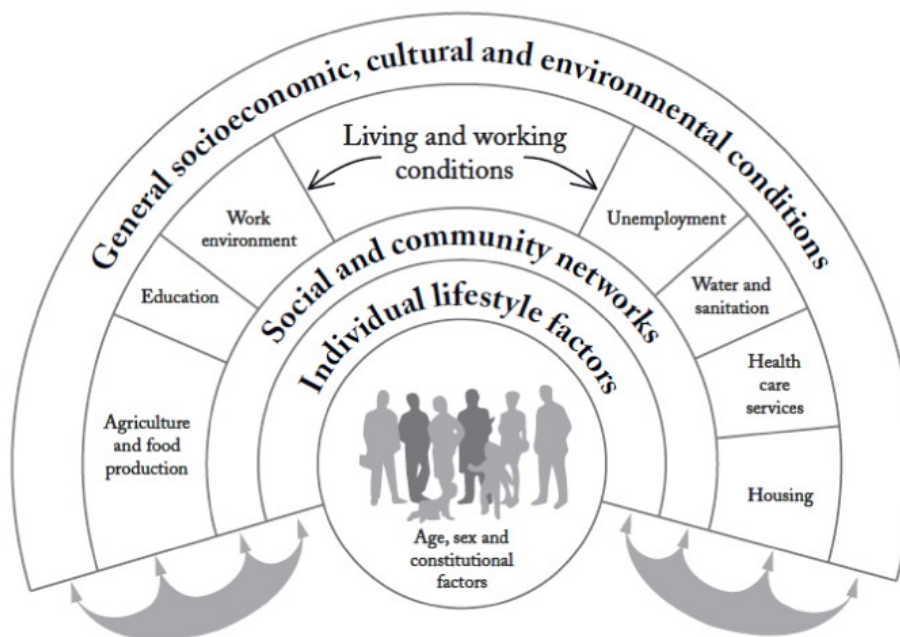 General socioeconomic, cultural and environmental conditions
Living and working
conditions
Work
environment
Education
Agriculture
and food
production
Unemployment
Water and
sanitation
Health
care
services
Housing
Social and community networks
Individual lifestyle factors
Age, sex and
constitutional
factors